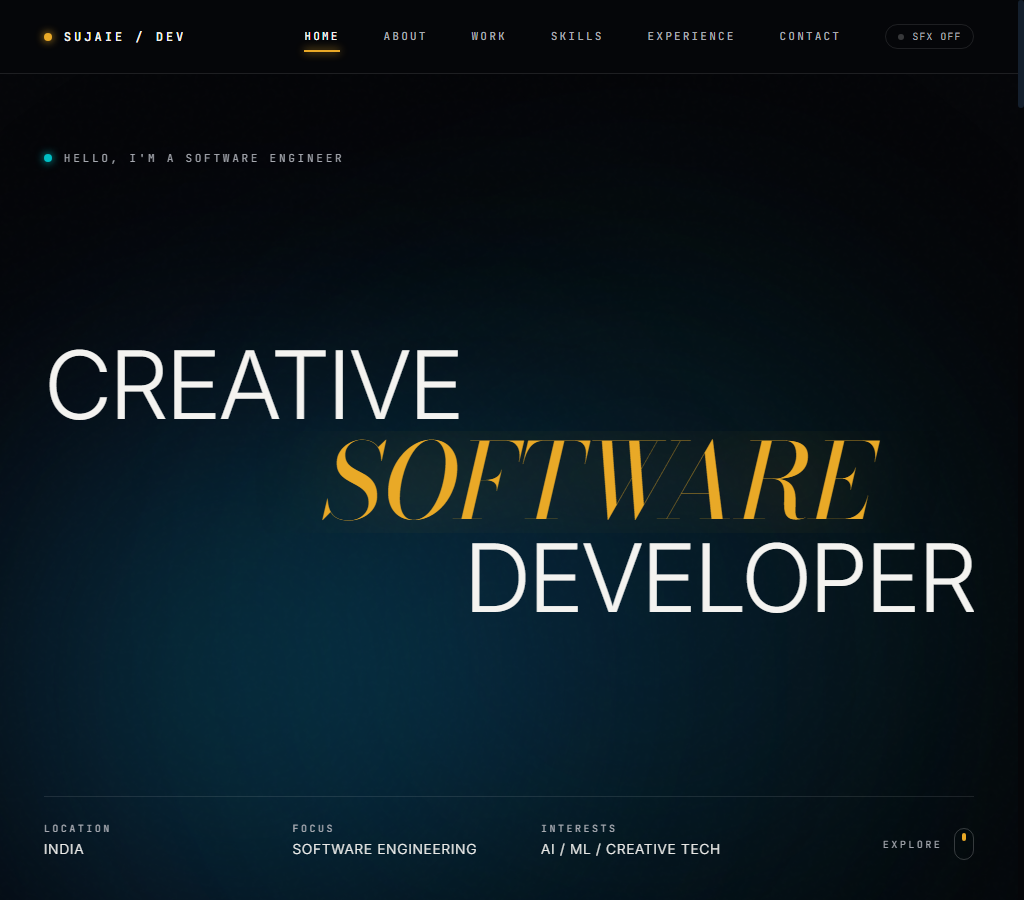 SUJAIE / DEV
HOME ABOUT WORK SKILLS EXPERIENCE CONTACT SFX OFF
HELLO, I'M A SOFTWARE ENGINEER
CREATIVE
SOFTWARE
DEVELOPER
LOCATION FOCUS INTERESTS
INDIA SOFTWARE ENGINEERING AI / ML / CREATIVE TECH
EXPLORE